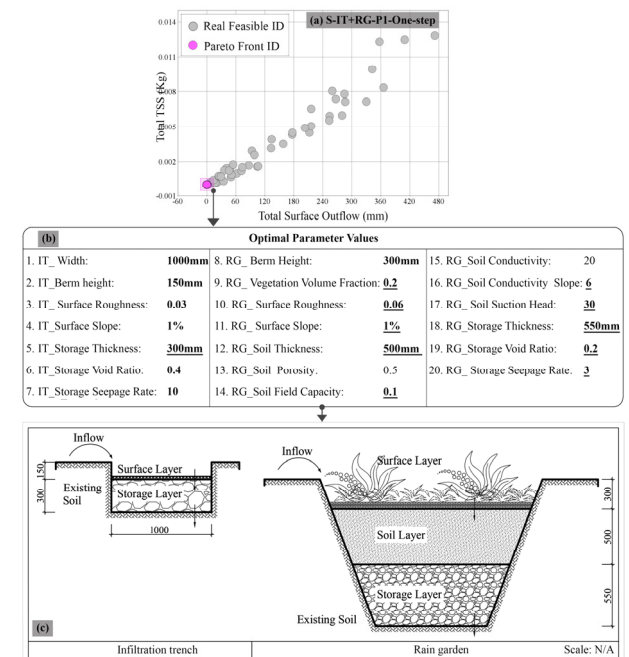 (a) S-IT+RG-P1-One-step
Real Feasible ID
Pareto Front ID
Total TSS (Kg)
0.014
0.011
0.008
0.005
0.002
-0.001
-60 0 60 120 180 240 300 360 420 480
Total Surface Outflow (mm)
(b) Optimal Parameter Values
1. IT_ Width: 1000mm
2. IT_Berm height: 150mm
3. IT_ Surface Roughness: 0.03
4. IT_Surface Slope: 1%
5. IT_Storage Thickness: 300mm
6. IT_Storage Void Ratio: 0.4
7. IT_Storage Seepage Rate: 10
8. RG_ Berm Height: 300mm
9. RG_ Vegetation Volume Fraction: 0.2
10. RG_ Surface Roughness: 0.06
11. RG_ Surface Slope: 1%
12. RG_Soil Thickness: 500mm
13. RG_Soil Porosity. 0.5
14. RG_Soil Field Capacity: 0.1
15. RG_Soil Conductivity: 20
16. RG_Soil Conductivity Slope: 6
17. RG_ Soil Suction Head: 30
18. RG_Storage Thickness: 550mm
19. RG_Storage Void Ratio: 0.2
20. RG_ Storage Seepage Rate. 3
Inflow
Surface Layer
Storage Layer
Existing
Soil
150
300
1000
Inflow
Surface Layer
Soil Layer
Storage Layer
Existing Soil
300
500
550
(c)
Infiltration trench
Rain garden
Scale: N/A